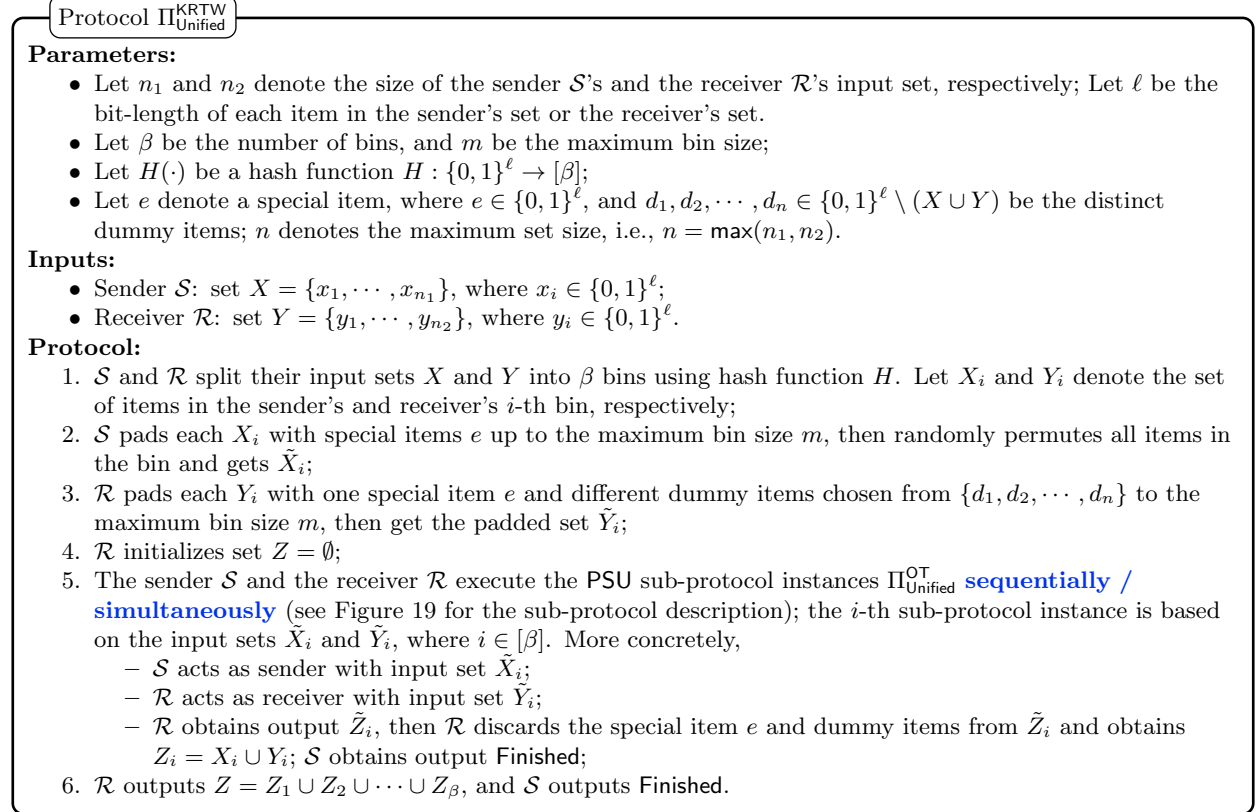 Protocol Π^KRTW_Unified
Parameters:
• Let n₁ and n₂ denote the size of the sender 𝒮's and the receiver ℛ's input set, respectively; Let ℓ be the
bit-length of each item in the sender's set or the receiver's set.
• Let β be the number of bins, and m be the maximum bin size;
• Let H(·) be a hash function H : {0, 1}^ℓ → [β];
• Let e denote a special item, where e ∈ {0, 1}^ℓ, and d₁, d₂, ⋯ , dₙ ∈ {0, 1}^ℓ \ (X ∪ Y) be the distinct
dummy items; n denotes the maximum set size, i.e., n = max(n₁, n₂).
Inputs:
• Sender 𝒮: set X = {x₁, ⋯ , x_{n₁}}, where xᵢ ∈ {0, 1}^ℓ;
• Receiver ℛ: set Y = {y₁, ⋯ , y_{n₂}}, where yᵢ ∈ {0, 1}^ℓ.
Protocol:
1. 𝒮 and ℛ split their input sets X and Y into β bins using hash function H. Let Xᵢ and Yᵢ denote the set
of items in the sender's and receiver's i-th bin, respectively;
2. 𝒮 pads each Xᵢ with special items e up to the maximum bin size m, then randomly permutes all items in
the bin and gets X̃ᵢ;
3. ℛ pads each Yᵢ with one special item e and different dummy items chosen from {d₁, d₂, ⋯ , dₙ} to the
maximum bin size m, then get the padded set Ỹᵢ;
4. ℛ initializes set Z = ∅;
5. The sender 𝒮 and the receiver ℛ execute the PSU sub-protocol instances Π^OT_Unified sequentially /
simultaneously (see Figure 19 for the sub-protocol description); the i-th sub-protocol instance is based
on the input sets X̃ᵢ and Ỹᵢ, where i ∈ [β]. More concretely,
– 𝒮 acts as sender with input set X̃ᵢ;
– ℛ acts as receiver with input set Ỹᵢ;
– ℛ obtains output Z̃ᵢ, then ℛ discards the special item e and dummy items from Z̃ᵢ and obtains
Zᵢ = Xᵢ ∪ Yᵢ; 𝒮 obtains output Finished;
6. ℛ outputs Z = Z₁ ∪ Z₂ ∪ ⋯ ∪ Z_β, and 𝒮 outputs Finished.